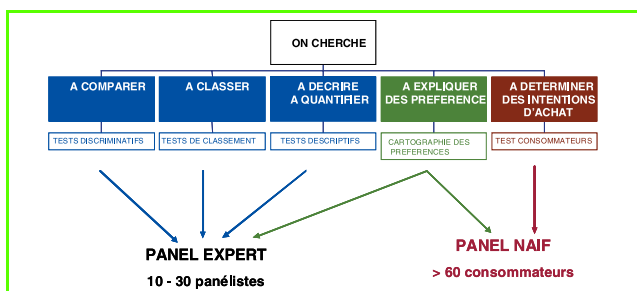 ON CHERCHE
A COMPARER
A CLASSER
A DECRIRE
A QUANTIFIER
A EXPLIQUER
DES PREFERENCE
A DETERMINER
DES INTENTIONS
D'ACHAT
TESTS DISCRIMINATIFS
TESTS DE CLASSEMENT
TESTS DESCRIPTIFS
CARTOGRAPHIE DES
PREFERENCES
TEST CONSOMMATEURS
PANEL EXPERT
10 - 30 panélistes
PANEL NAIF
> 60 consommateurs